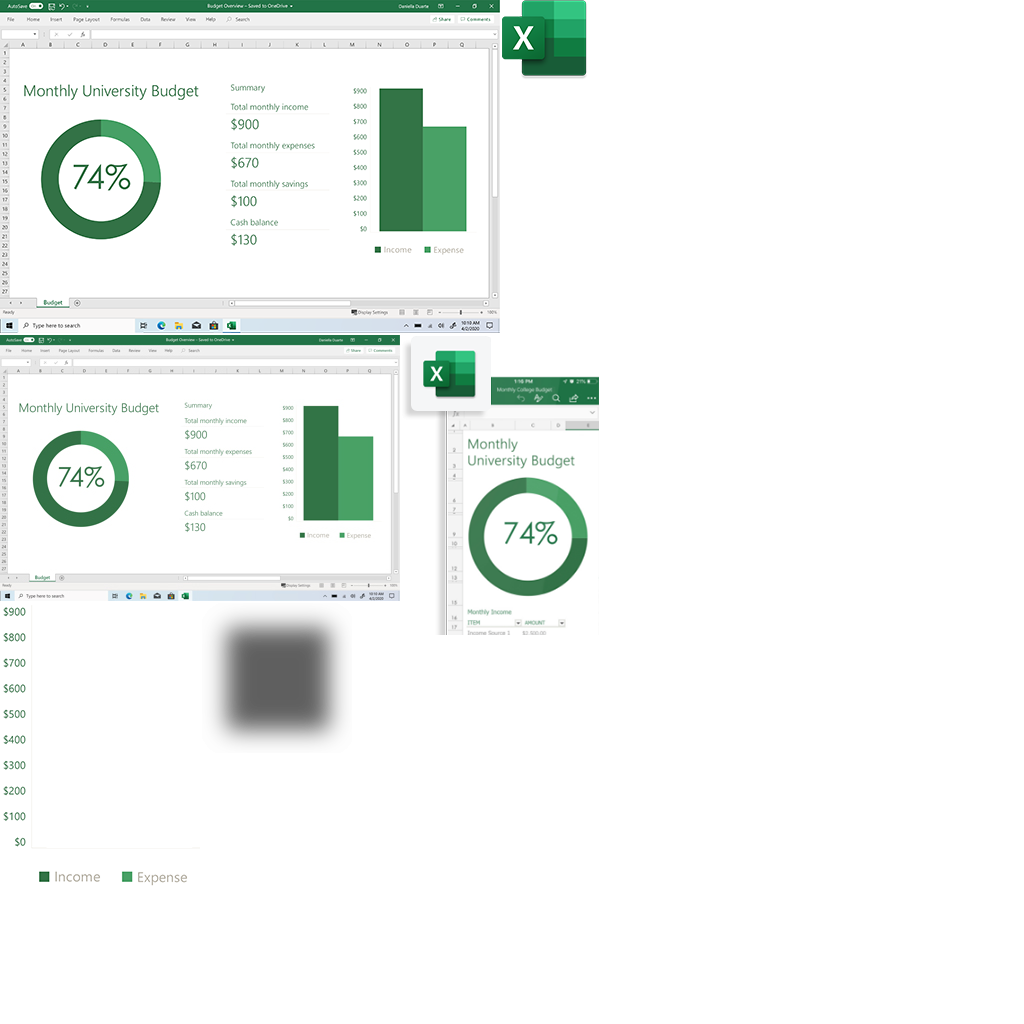 AutoSave
Budget Overview – Saved to OneDrive
Daniella Duarte
File Home Insert Page Layout Formulas Data Review View Help Search
Share Comments
A B C D E F G H I J K L M N O P Q
Monthly University Budget
74%
Summary
Total monthly income
$900
Total monthly expenses
$670
Total monthly savings
$100
Cash balance
$130
$900
$800
$700
$600
$500
$400
$300
$200
$100
$0
Income Expense
Budget
Ready
Display Settings
100%
Type here to search
10:10 AM
4/2/2020
X
AutoSave
Budget Overview – Saved to OneDrive
Daniella Duarte
File Home Insert Page Layout Formulas Data Review View Help Search
Share Comments
A B C D E F G H I J K L M N O P Q
Monthly University Budget
74%
Summary
Total monthly income
$900
Total monthly expenses
$670
Total monthly savings
$100
Cash balance
$130
$900
$800
$700
$600
$500
$400
$300
$200
$100
$0
Income Expense
Budget
Ready
Display Settings
100%
Type here to search
10:10 AM
4/2/2020
X
1:16 PM
21%
Monthly College Budget
Monthly
University Budget
74%
Monthly Income
ITEM AMOUNT
Income Source 1 $2,500.00
$900
$800
$700
$600
$500
$400
$300
$200
$100
$0
Income Expense